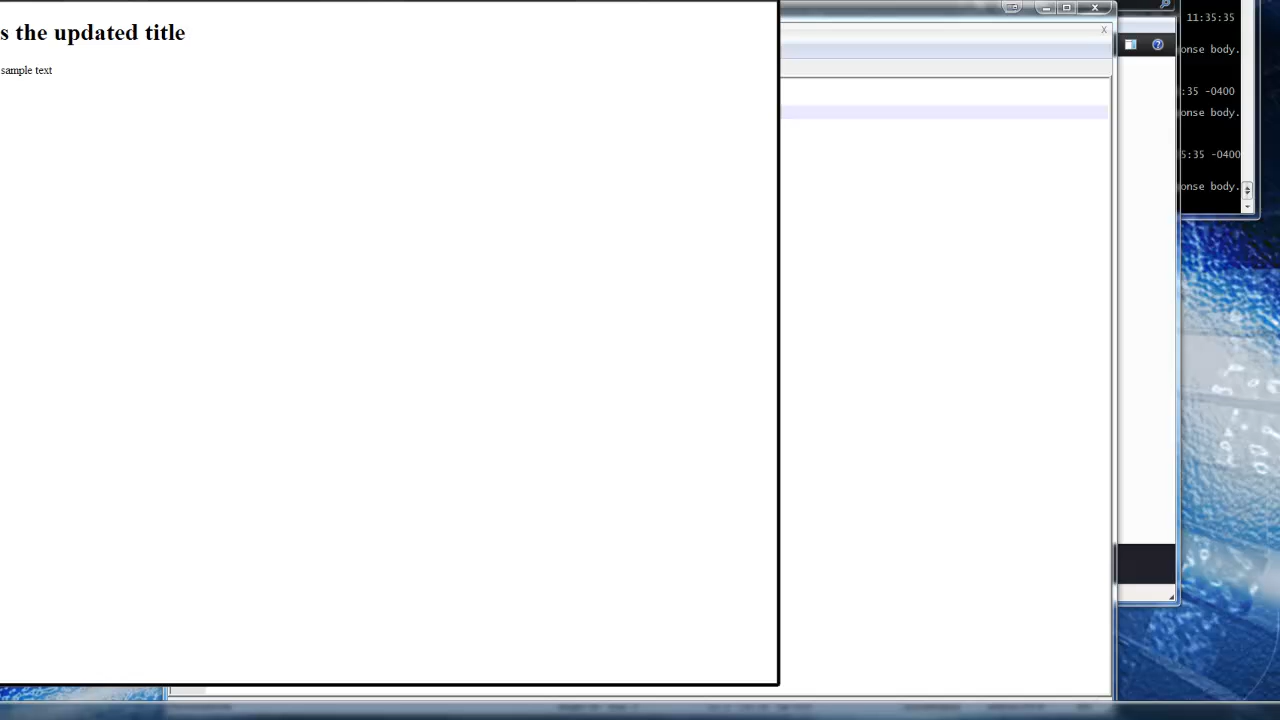 s the updated title
sample text
X
11:35:35
onse body.
:35 -0400
onse body.
5:35 -0400
onse body.